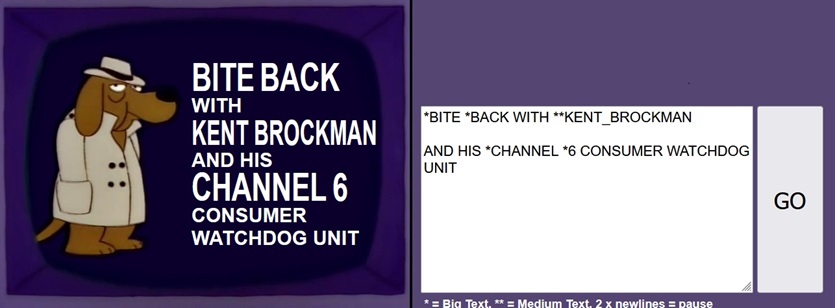 BITE BACK
WITH
KENT BROCKMAN
AND HIS
CHANNEL 6
CONSUMER
WATCHDOG UNIT
*BITE *BACK WITH **KENT_BROCKMAN
AND HIS *CHANNEL *6 CONSUMER WATCHDOG
UNIT
GO
* = Big Text, ** = Medium Text, 2 x newlines = pause